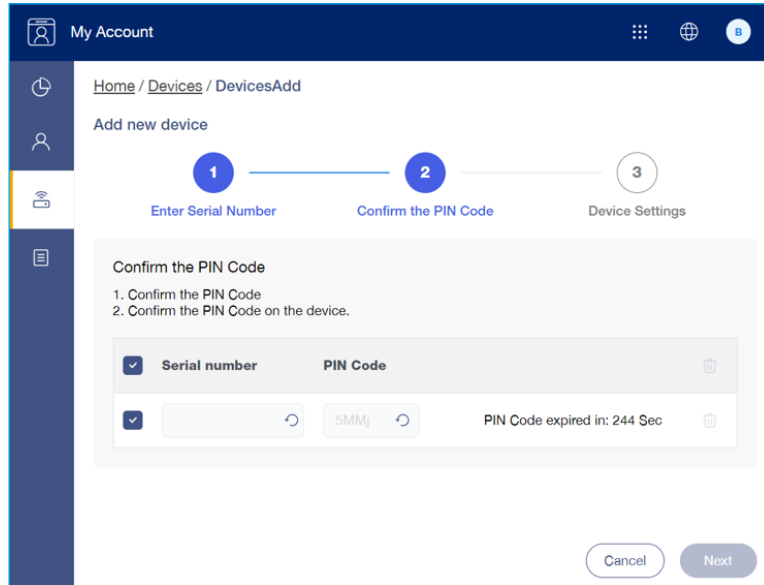 My Account
B
Home / Devices / DevicesAdd
Add new device
1
2
3
Enter Serial Number
Confirm the PIN Code
Device Settings
Confirm the PIN Code
1. Confirm the PIN Code
2. Confirm the PIN Code on the device.
Serial number PIN Code
5MMj PIN Code expired in: 244 Sec
Cancel Next